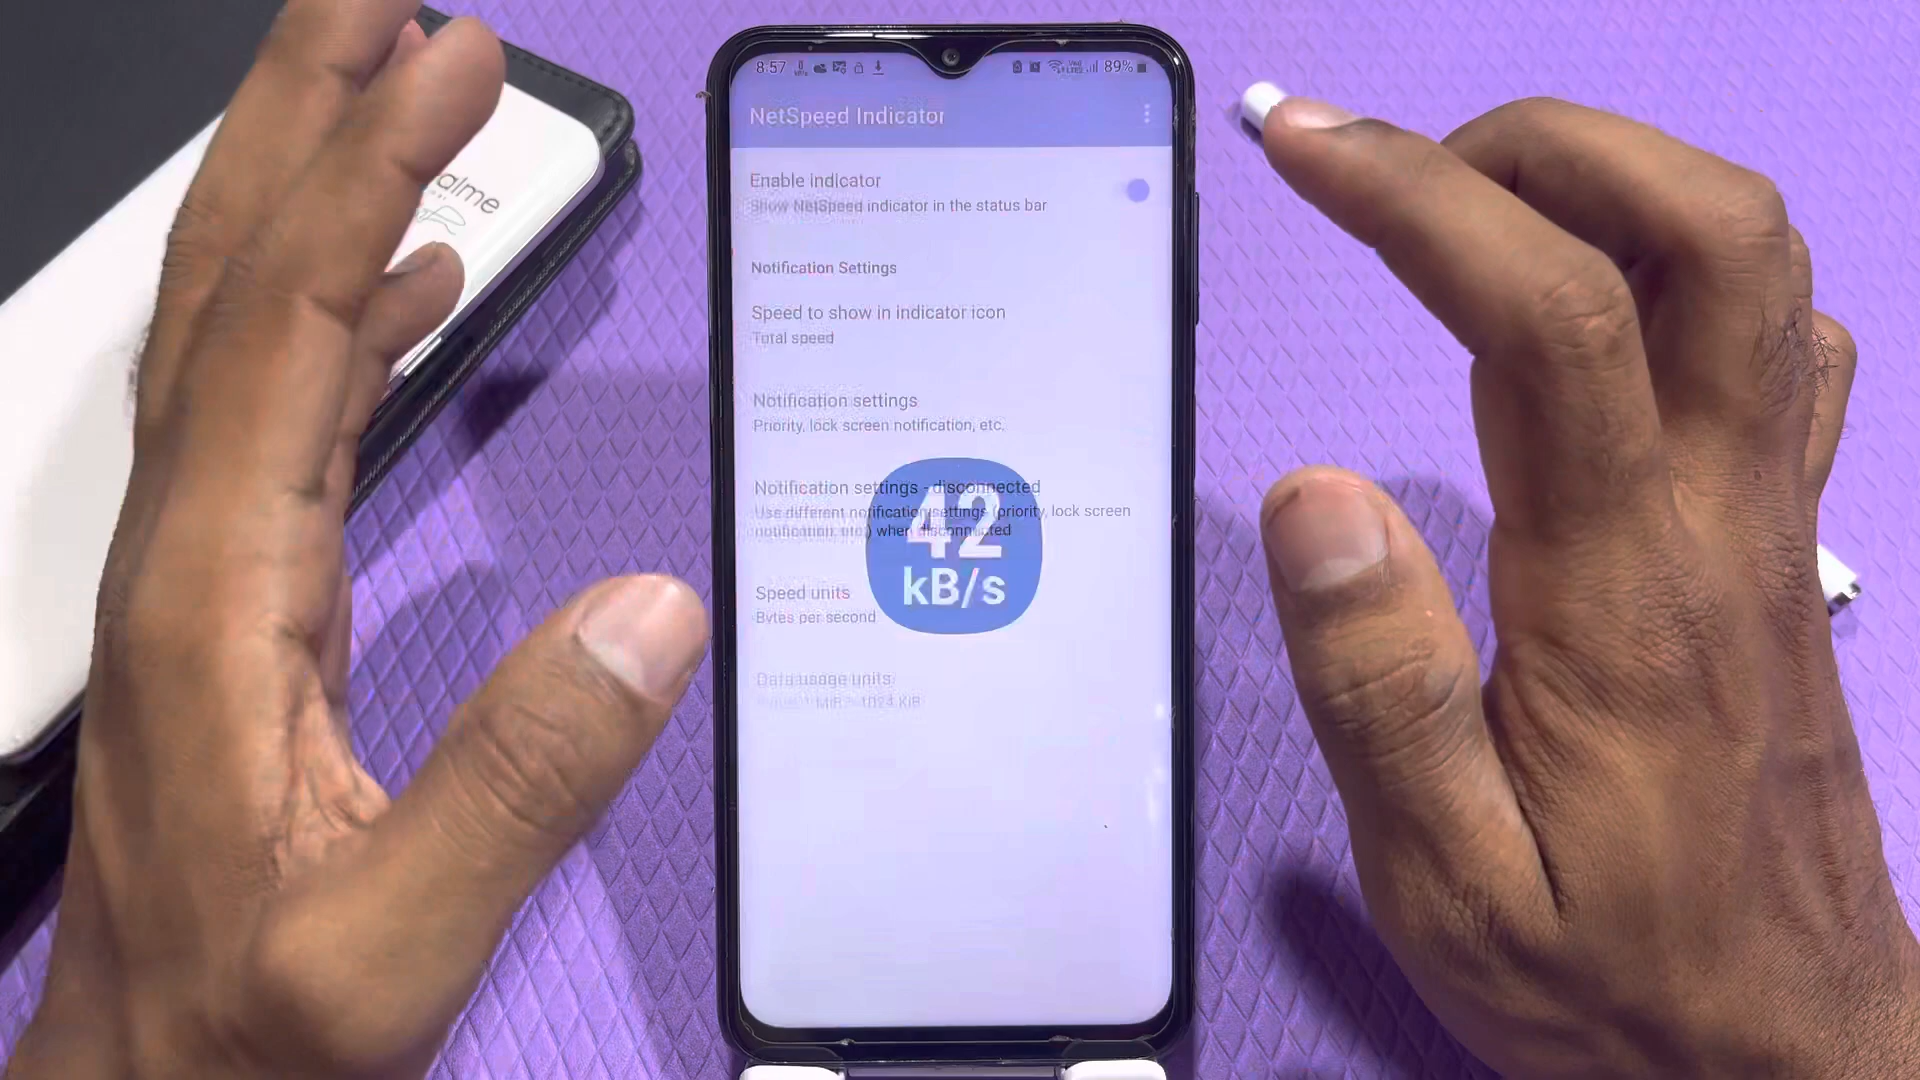 8:57
89%
NetSpeed Indicator
Enable indicator
Show NetSpeed indicator in the status bar
Notification Settings
Speed to show in indicator icon
Total speed
Notification settings
Priority, lock screen notification, etc.
Notification settings - disconnected
Use different notification settings (priority, lock screen
notification, etc.) when disconnected
42
kB/s
Speed units
Bytes per second
Data usage units
1 MiB = 1024 KiB